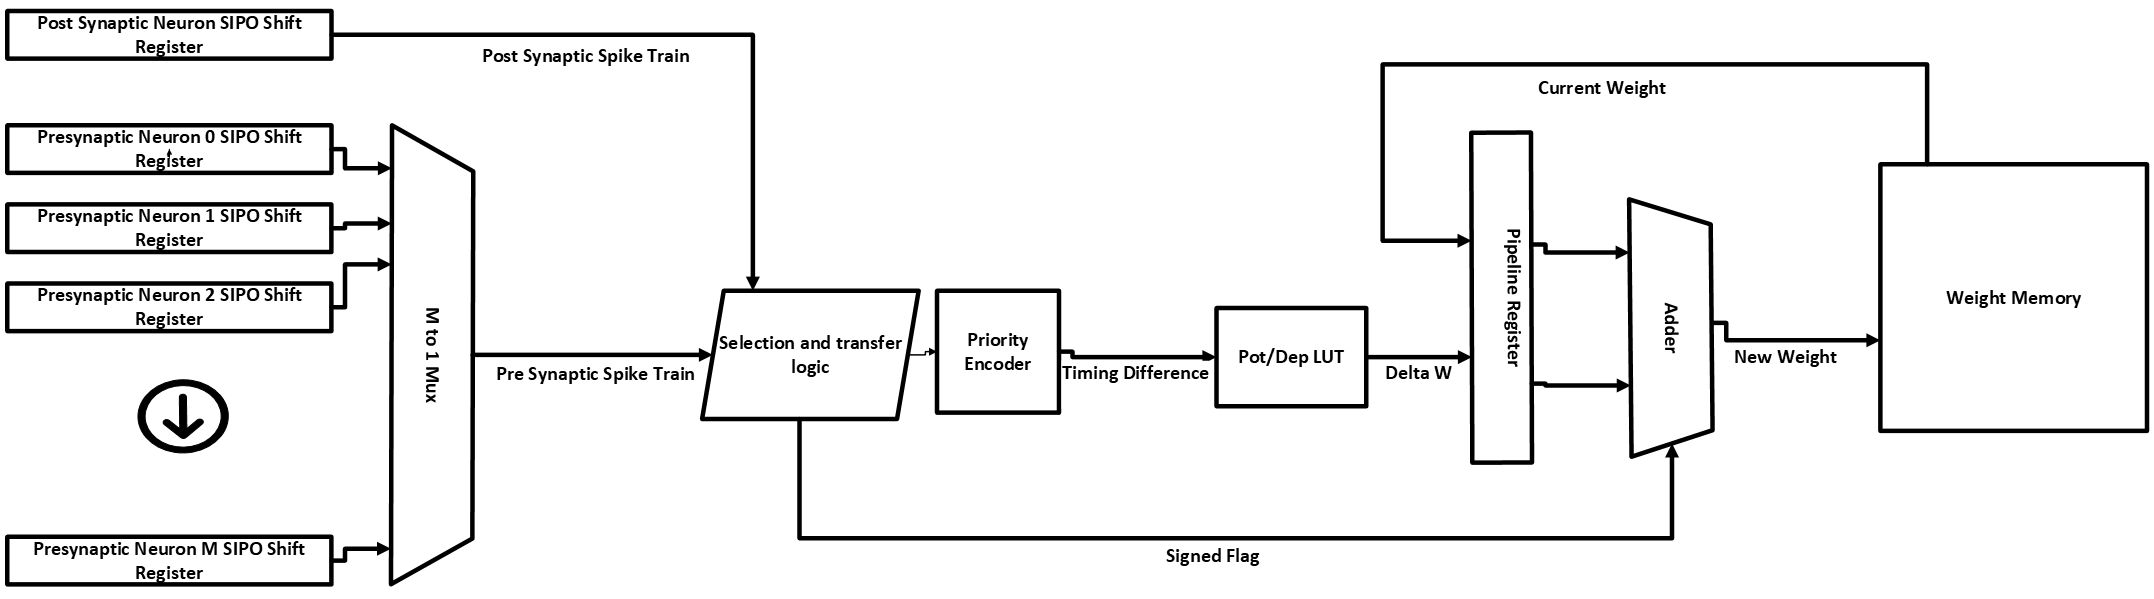 Post Synaptic Neuron SIPO Shift
Register
Post Synaptic Spike Train
Current Weight
Presynaptic Neuron 0 SIPO Shift
Register
Presynaptic Neuron 1 SIPO Shift
Register
Presynaptic Neuron 2 SIPO Shift
Register
Presynaptic Neuron M SIPO Shift
Register
M to 1 Mux
Pre Synaptic Spike Train
Selection and transfer
logic
Priority
Encoder
Timing Difference
Pot/Dep LUT
Delta W
Pipeline Register
Adder
New Weight
Weight Memory
Signed Flag